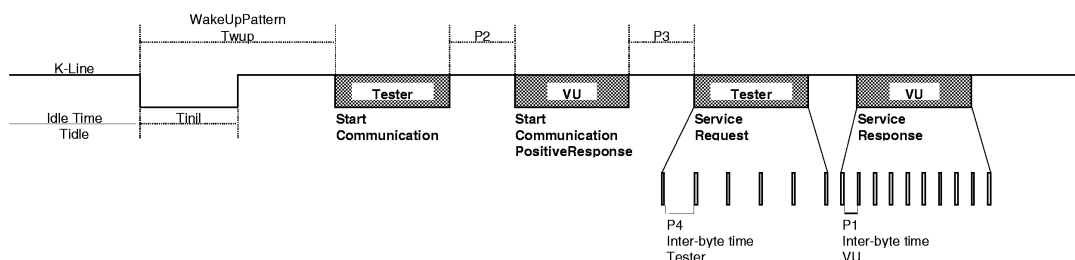 WakeUpPattern
Twup
P2
P3
K-Line
Tester
VU
Tester
VU
Idle Time
Tidle
Tinil
Start
Communication
Start
Communication
PositiveResponse
Service
Request
Service
Response
P4
Inter-byte time
Tester
P1
Inter-byte time
VU